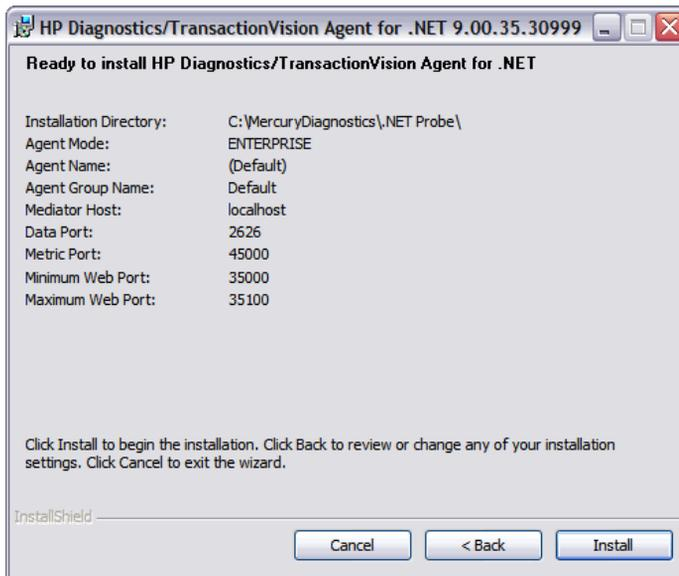 HP Diagnostics/TransactionVision Agent for .NET 9.00.35.30999
Ready to install HP Diagnostics/TransactionVision Agent for .NET
Installation Directory: C:\MercuryDiagnostics\.NET Probe\
Agent Mode: ENTERPRISE
Agent Name: (Default)
Agent Group Name: Default
Mediator Host: localhost
Data Port: 2626
Metric Port: 45000
Minimum Web Port: 35000
Maximum Web Port: 35100
Click Install to begin the installation. Click Back to review or change any of your installation
settings. Click Cancel to exit the wizard.
InstallShield
Cancel < Back Install